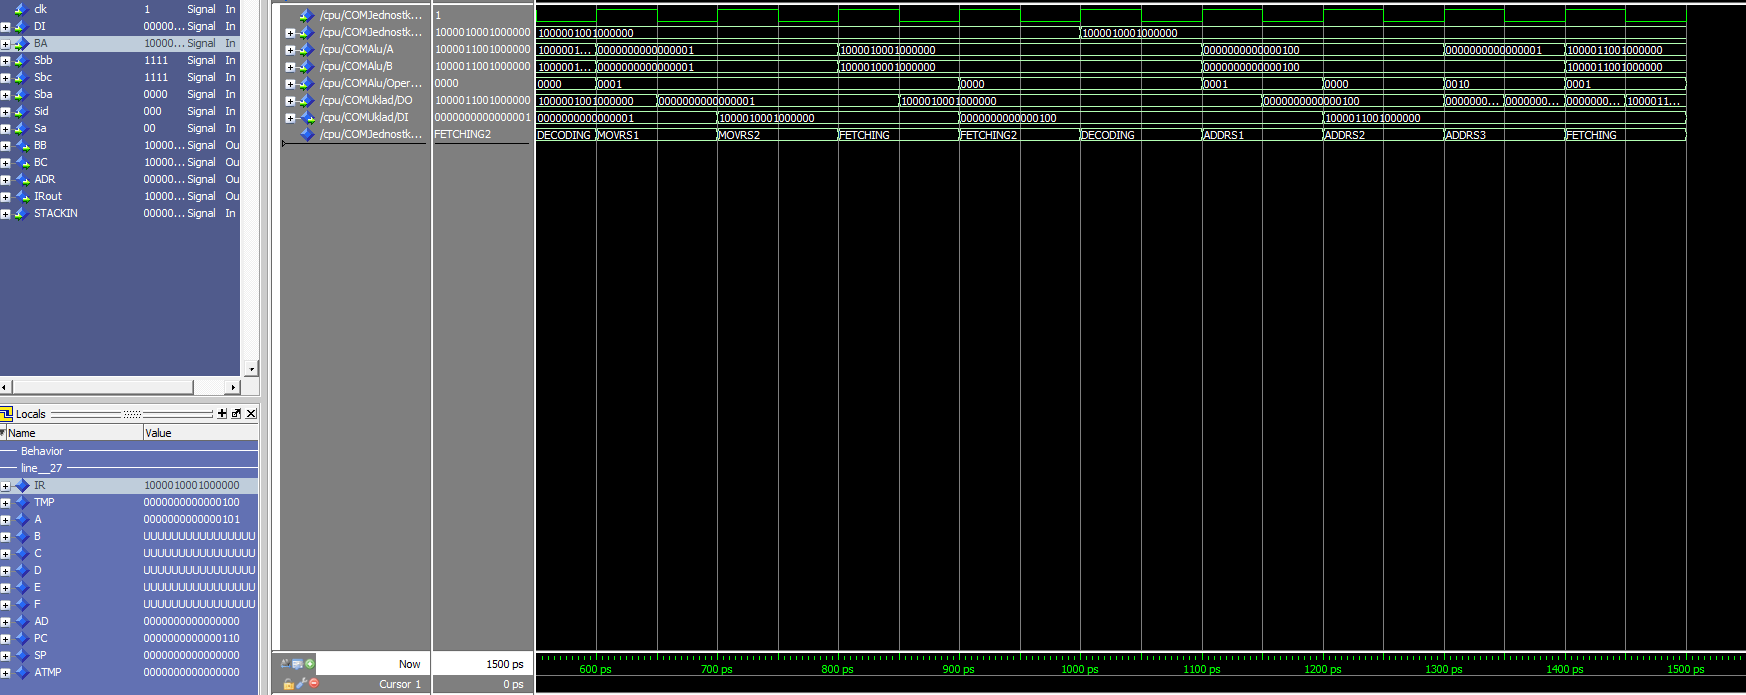 clk 1 Signal In
DI 00000... Signal In
BA 10000... Signal In
Sbb 1111 Signal In
Sbc 1111 Signal In
Sba 0000 Signal In
Sid 000 Signal In
Sa 00 Signal In
BB 10000... Signal Ou
BC 10000... Signal Ou
ADR 00000... Signal Ou
IRout 10000... Signal Ou
STACKIN 00000... Signal In
Locals
Name Value
Behavior
line__27
IR 1000010001000000
TMP 0000000000000100
A 0000000000000101
B UUUUUUUUUUUUUUUU
C UUUUUUUUUUUUUUUU
D UUUUUUUUUUUUUUUU
E UUUUUUUUUUUUUUUU
F UUUUUUUUUUUUUUUU
AD 0000000000000000
PC 0000000000000110
SP 0000000000000000
ATMP 0000000000000000
/cpu/COMJednostk... 1
/cpu/COMJednostk... 1000010001000000 1000001001000000 1000010001000000
/cpu/COMAlu/A 1000011001000000 1000001... 0000000000000001 1000010001000000 0000000000000100 0000000000000001 1000011001000000
/cpu/COMAlu/B 1000011001000000 1000001... 0000000000000001 1000010001000000 0000000000000100 1000011001000000
/cpu/COMAlu/Oper... 0000 0000 0001 0000 0001 0000 0010 0001
/cpu/COMUklad/DO 1000011001000000 1000001001000000 0000000000000001 1000010001000000 0000000000000100 0000000... 0000000... 0000000... 1000011...
/cpu/COMUklad/DI 0000000000000001 0000000000000001 1000010001000000 0000000000000100 1000011001000000
/cpu/COMJednostk... FETCHING2 DECODING MOVRS1 MOVRS2 FETCHING FETCHING2 DECODING ADDRS1 ADDRS2 ADDRS3 FETCHING
Now 1500 ps 600 ps 700 ps 800 ps 900 ps 1000 ps 1100 ps 1200 ps 1300 ps 1400 ps 1500 ps
Cursor 1 0 ps